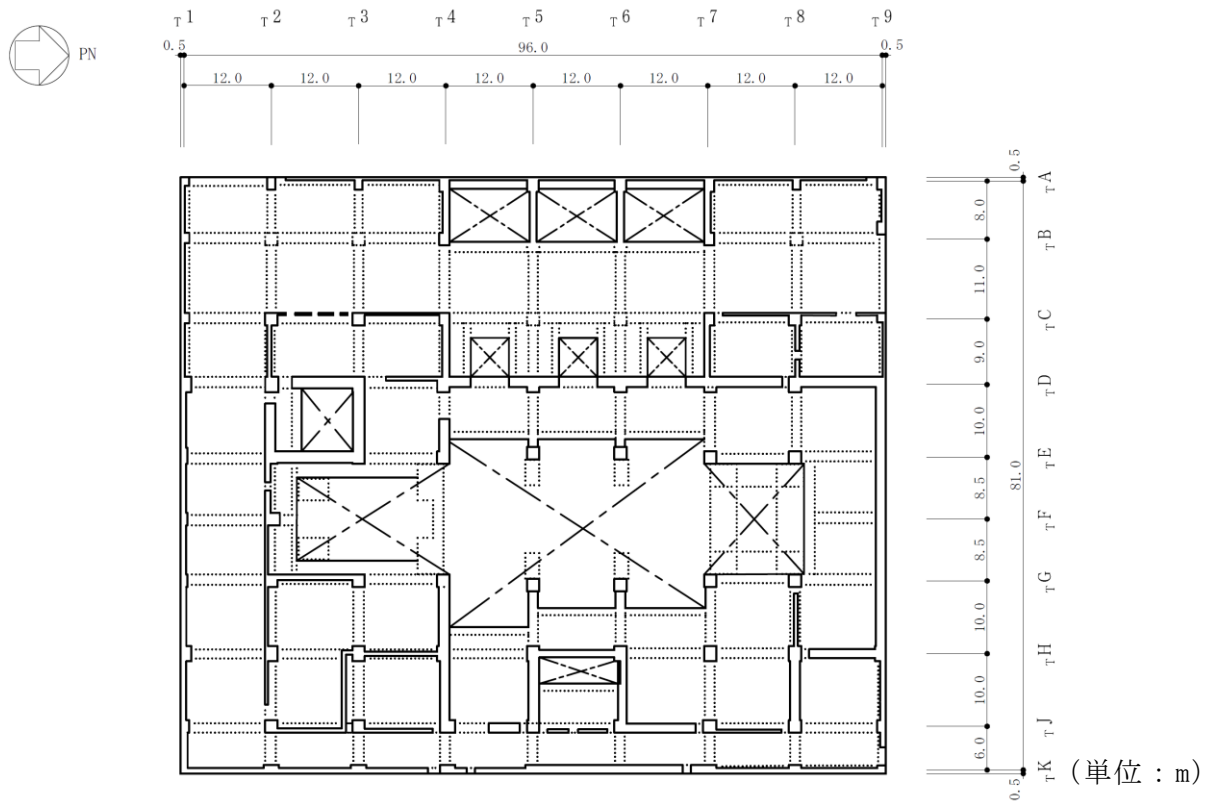 T1 T2 T3 T4 T5 T6 T7 T8 T9
PN
0.5 96.0 0.5
12.0 12.0 12.0 12.0 12.0 12.0 12.0 12.0
0.5
TA
8.0
TB
11.0
TC
9.0
TD
10.0
TE
8.5
81.0
TF
8.5
TG
10.0
TH
10.0
TJ
6.0
TK
0.5
(単位：m)